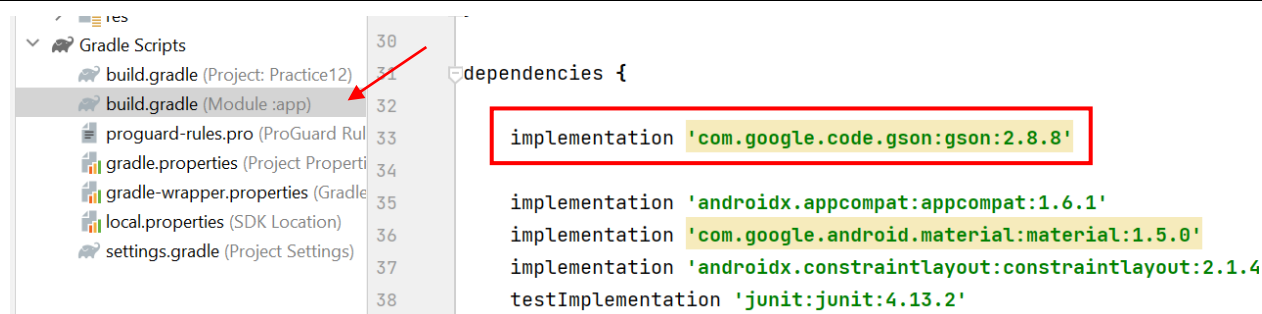 res
Gradle Scripts
build.gradle (Project: Practice12)
build.gradle (Module :app)
proguard-rules.pro (ProGuard Rul
gradle.properties (Project Properti
gradle-wrapper.properties (Gradle
local.properties (SDK Location)
settings.gradle (Project Settings)
30
31 dependencies {
32
33 implementation 'com.google.code.gson:gson:2.8.8'
34
35 implementation 'androidx.appcompat:appcompat:1.6.1'
36 implementation 'com.google.android.material:material:1.5.0'
37 implementation 'androidx.constraintlayout:constraintlayout:2.1.4
38 testImplementation 'junit:junit:4.13.2'